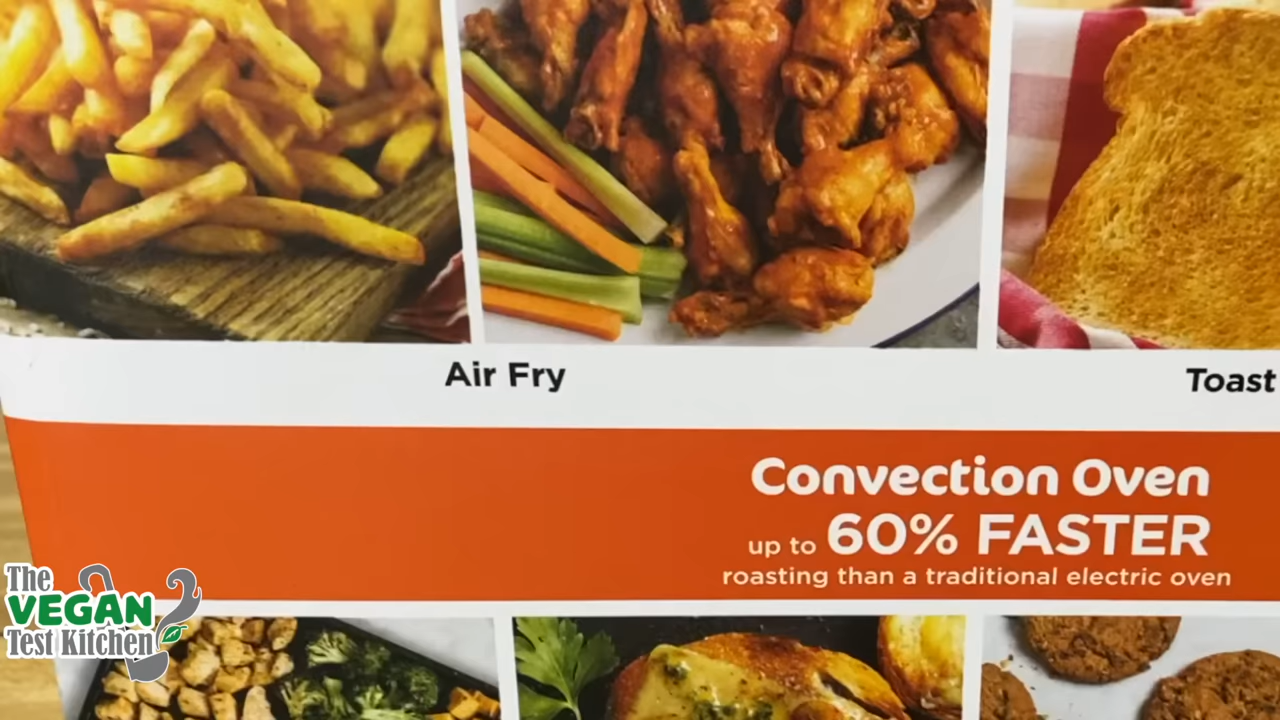 Air Fry
Toast
Convection Oven
up to 60% FASTER
roasting than a traditional electric oven
The
VEGAN
Test Kitchen